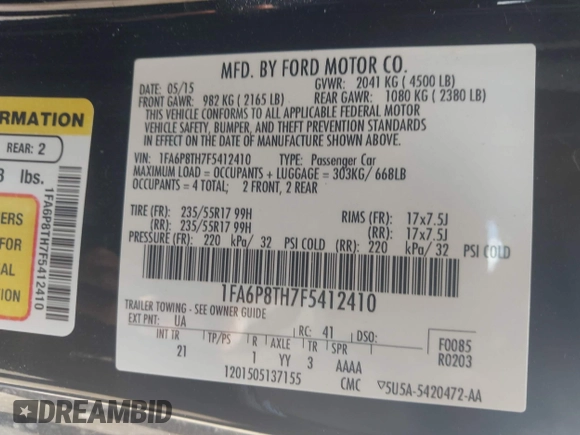 ORMATION
REAR: 2
lbs.
1FA6P8TH7F5412410
ERS
FOR
AL
MFD. BY FORD MOTOR CO.
DATE: 05/15 GVWR: 2041 KG ( 4500 LB)
FRONT GAWR: 982 KG ( 2165 LB) REAR GAWR: 1080 KG ( 2380 LB)
THIS VEHICLE CONFORMS TO ALL APPLICABLE FEDERAL MOTOR
VEHICLE SAFETY, BUMPER, AND THEFT PREVENTION STANDARDS
IN EFFECT ON THE DATE OF MANUFACTURE SHOWN ABOVE.
VIN: 1FA6P8TH7F5412410 TYPE: Passenger Car
MAXIMUM LOAD = OCCUPANTS + LUGGAGE = 303KG/ 668LB
OCCUPANTS = 4 TOTAL; 2 FRONT, 2 REAR
TIRE (FR): 235/55R17 99H RIMS (FR): 17x7.5J
(RR): 235/55R17 99H (RR): 17x7.5J
PRESSURE (FR): 220 kPa/ 32 PSI COLD (RR): 220 kPa/ 32 PSI COLD
1FA6P8TH7F5412410
TRAILER TOWING - SEE OWNER GUIDE
EXT PNT: UA RC: 41 DSO: F0085
INT TR TP/PS R AXLE TR SPR R0203
21 1 YY 3 AAAA
1201505137155 CMC 5U5A-5420472-AA
DREAMBID